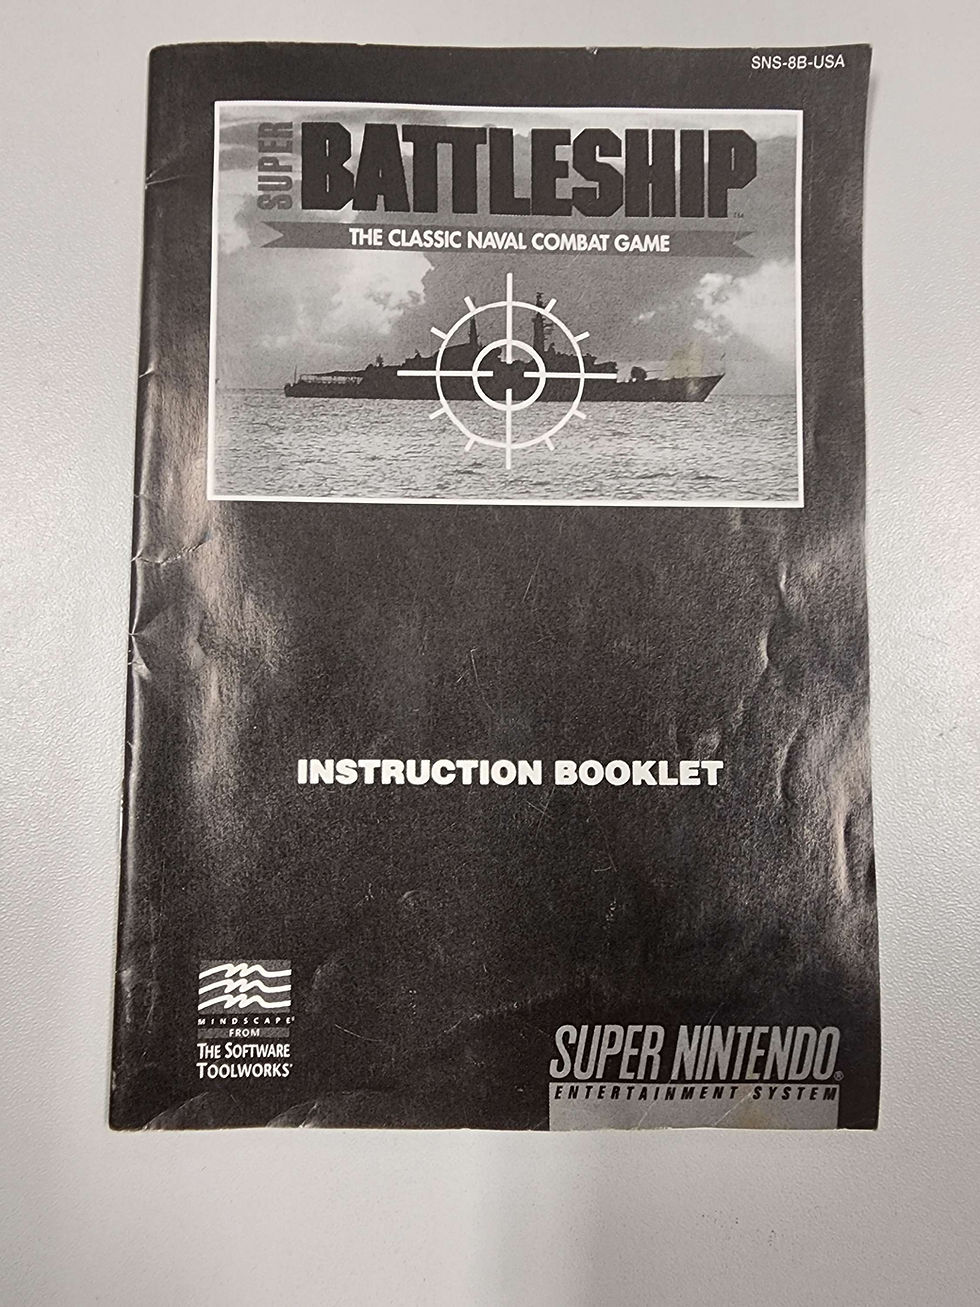 SNS-8B-USA
SUPER
BATTLESHIP™
THE CLASSIC NAVAL COMBAT GAME
INSTRUCTION BOOKLET
MINDSCAPE®
FROM
THE SOFTWARE
TOOLWORKS®
SUPER NINTENDO®
ENTERTAINMENT SYSTEM